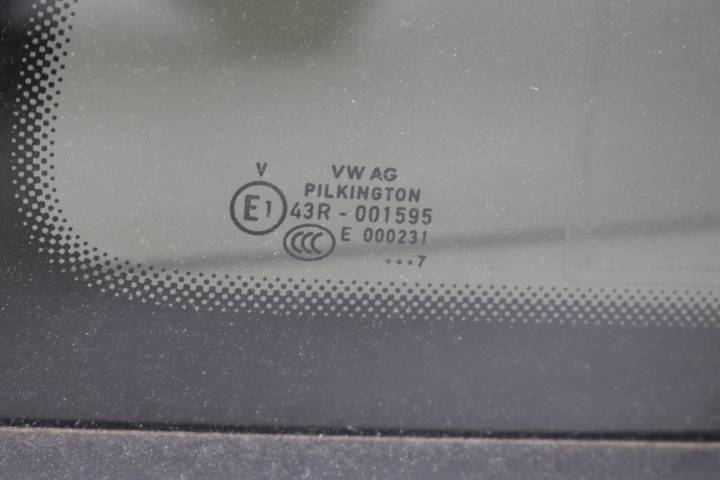 V
VW AG
PILKINGTON
E1 43R - 001595
CCC E 000231
...7